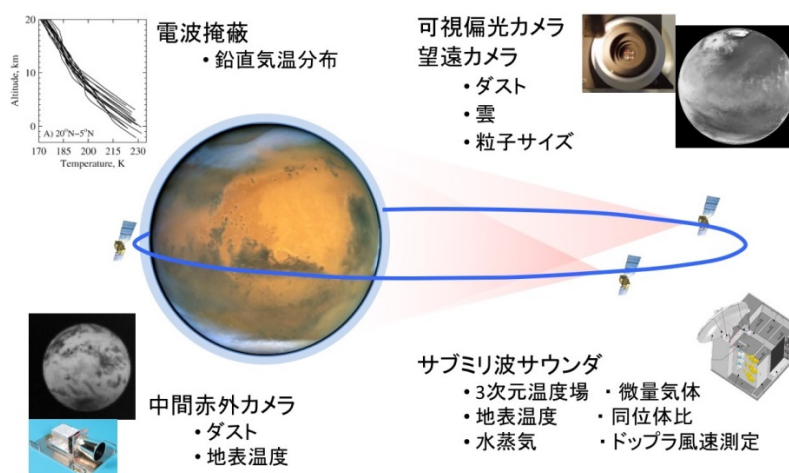 電波掩蔽
・鉛直気温分布
Altitude, km
20
10
0
A) 20°N-5°N
170 185 200 215 230
Temperature, K
可視偏光カメラ
望遠カメラ
・ダスト
・雲
・粒子サイズ
中間赤外カメラ
・ダスト
・地表温度
サブミリ波サウンダ
・3次元温度場 ・微量気体
・地表温度 ・同位体比
・水蒸気 ・ドップラ風速測定